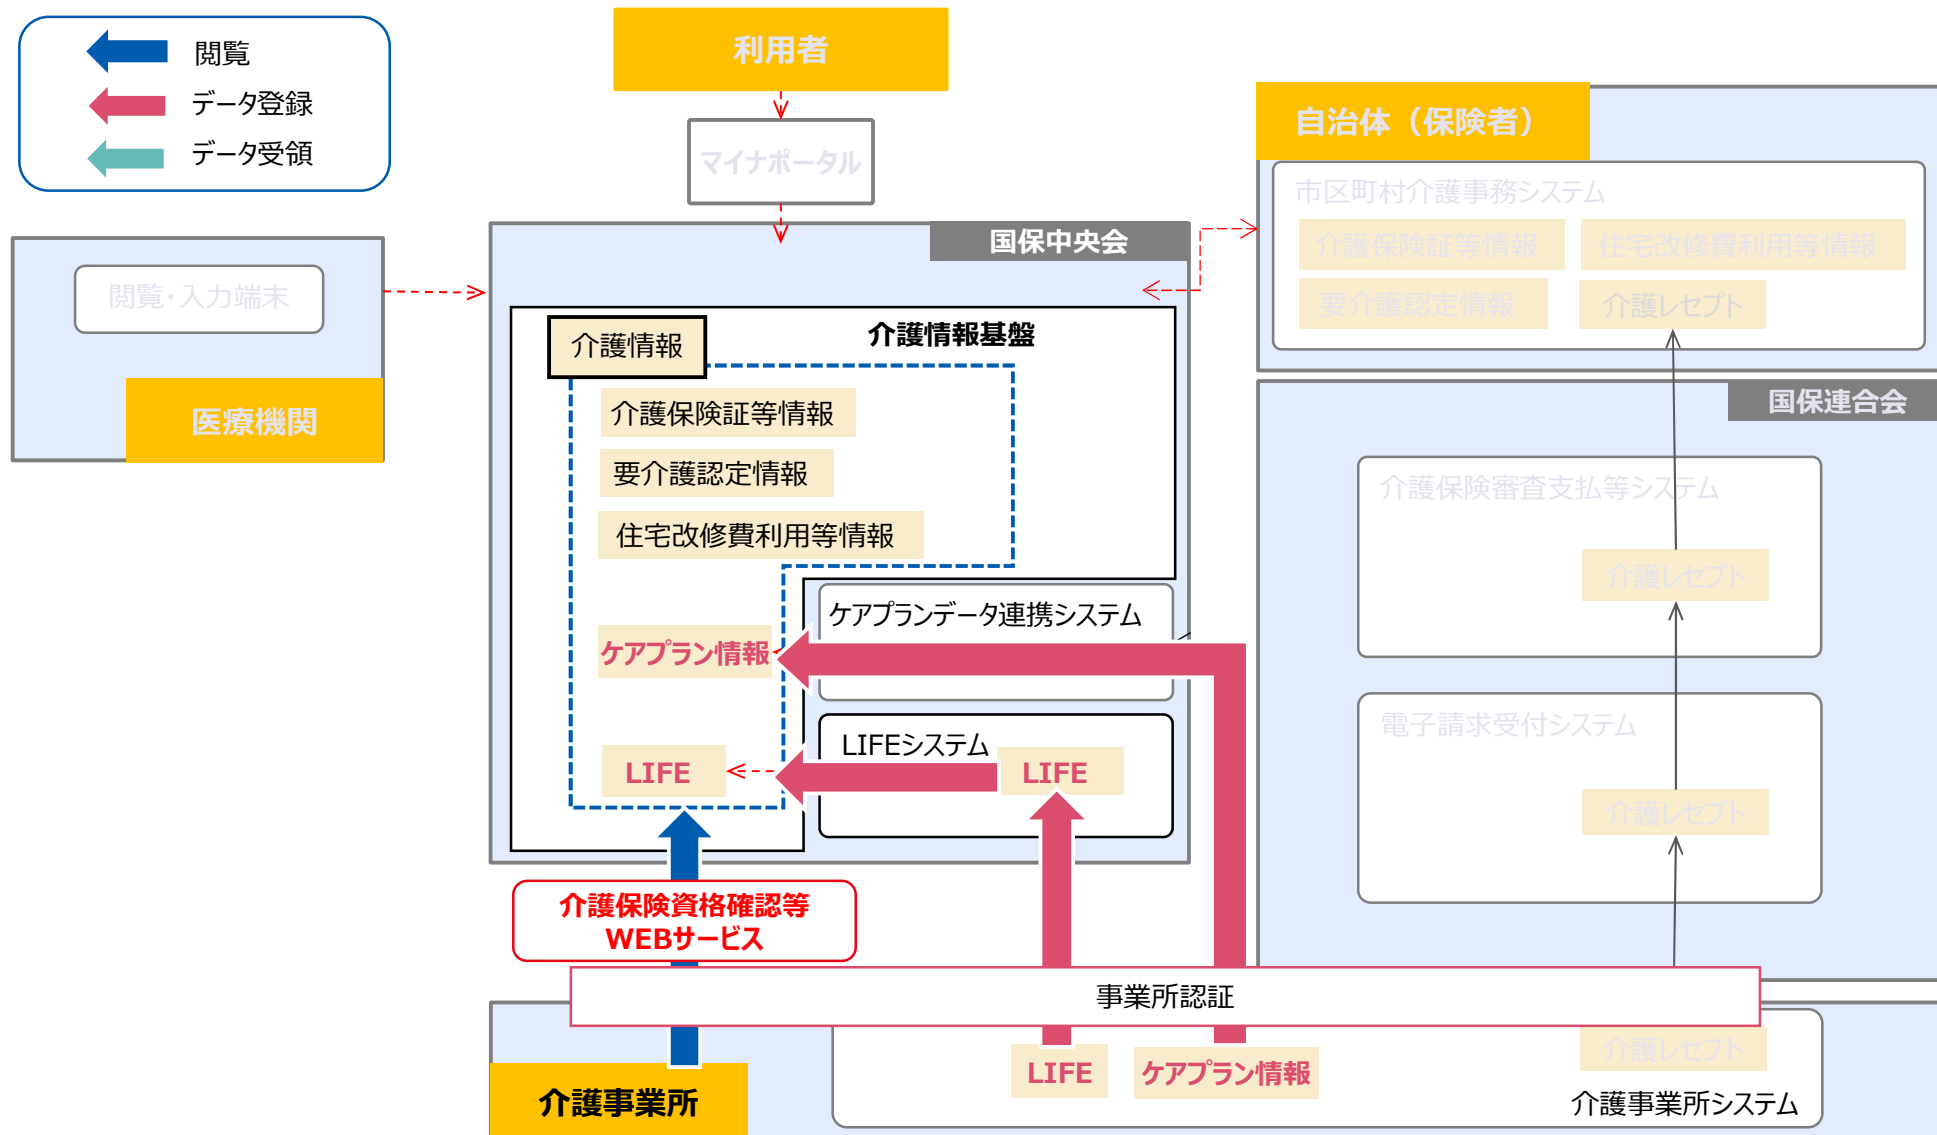 閲覧
データ登録
データ受領
利用者
マイナポータル
自治体（保険者）
市区町村介護事務システム
介護保険証等情報
住宅改修費利用等情報
要介護認定情報
介護レセプト
国保中央会
閲覧・入力端末
医療機関
介護情報基盤
介護情報
介護保険証等情報
要介護認定情報
住宅改修費利用等情報
ケアプラン情報
LIFE
ケアプランデータ連携システム
LIFEシステム
LIFE
国保連合会
介護保険審査支払等システム
介護レセプト
電子請求受付システム
介護レセプト
介護保険資格確認等
WEBサービス
事業所認証
介護事業所
LIFE
ケアプラン情報
介護レセプト
介護事業所システム